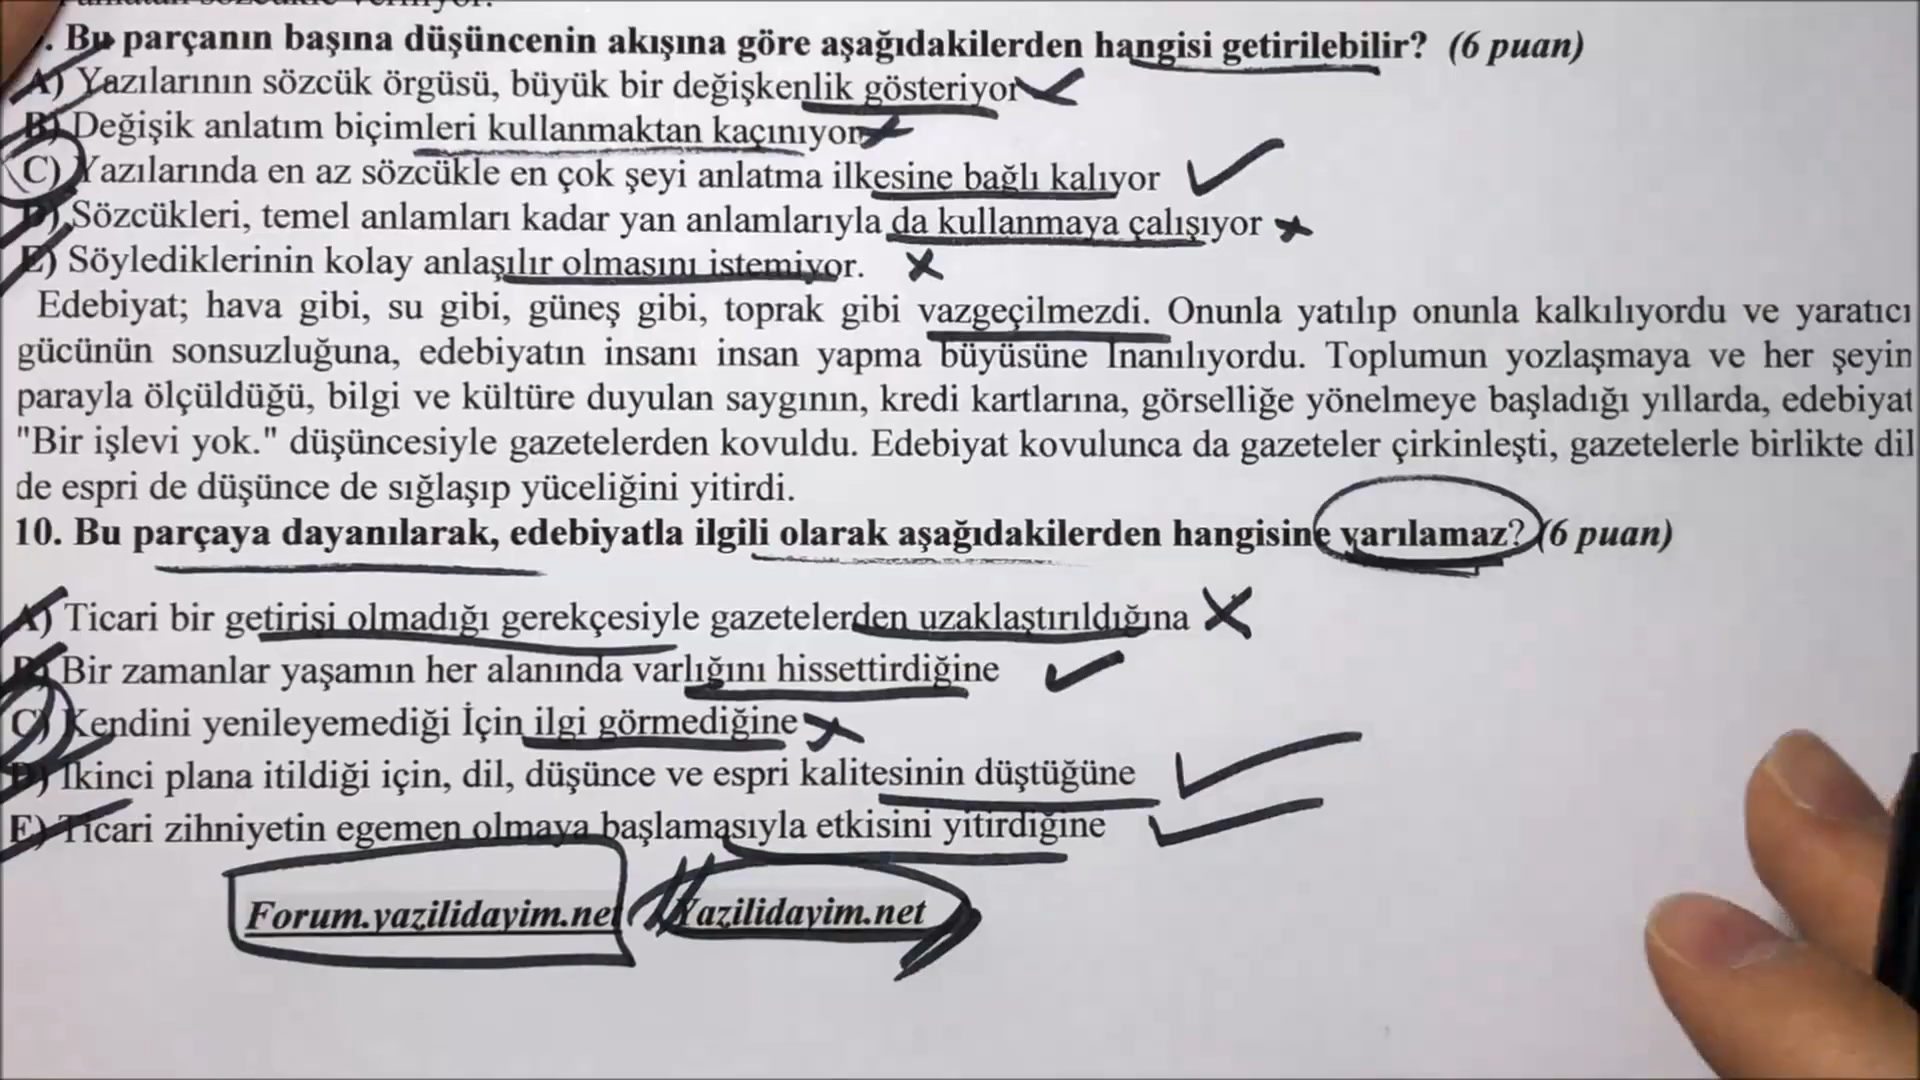 . Bu parçanın başına düşüncenin akışına göre aşağıdakilerden hangisi getirilebilir? (6 puan)
A) Yazılarının sözcük örgüsü, büyük bir değişkenlik gösteriyor
B) Değişik anlatım biçimleri kullanmaktan kaçınıyor
C) Yazılarında en az sözcükle en çok şeyi anlatma ilkesine bağlı kalıyor
D) Sözcükleri, temel anlamları kadar yan anlamlarıyla da kullanmaya çalışıyor
E) Söylediklerinin kolay anlaşılır olmasını istemiyor.
Edebiyat; hava gibi, su gibi, güneş gibi, toprak gibi vazgeçilmezdi. Onunla yatılıp onunla kalkılıyordu ve yaratıcı
gücünün sonsuzluğuna, edebiyatın insanı insan yapma büyüsüne İnanılıyordu. Toplumun yozlaşmaya ve her şeyin
parayla ölçüldüğü, bilgi ve kültüre duyulan saygının, kredi kartlarına, görselliğe yönelmeye başladığı yıllarda, edebiyat
"Bir işlevi yok." düşüncesiyle gazetelerden kovuldu. Edebiyat kovulunca da gazeteler çirkinleşti, gazetelerle birlikte dil
de espri de düşünce de sığlaşıp yüceliğini yitirdi.
10. Bu parçaya dayanılarak, edebiyatla ilgili olarak aşağıdakilerden hangisine varılamaz? (6 puan)
A) Ticari bir getirisi olmadığı gerekçesiyle gazetelerden uzaklaştırıldığına
B) Bir zamanlar yaşamın her alanında varlığını hissettirdiğine
C) Kendini yenileyemediği İçin ilgi görmediğine
D) İkinci plana itildiği için, dil, düşünce ve espri kalitesinin düştüğüne
E) Ticari zihniyetin egemen olmaya başlamasıyla etkisini yitirdiğine
Forum.yazilidayim.net Yazilidayim.net